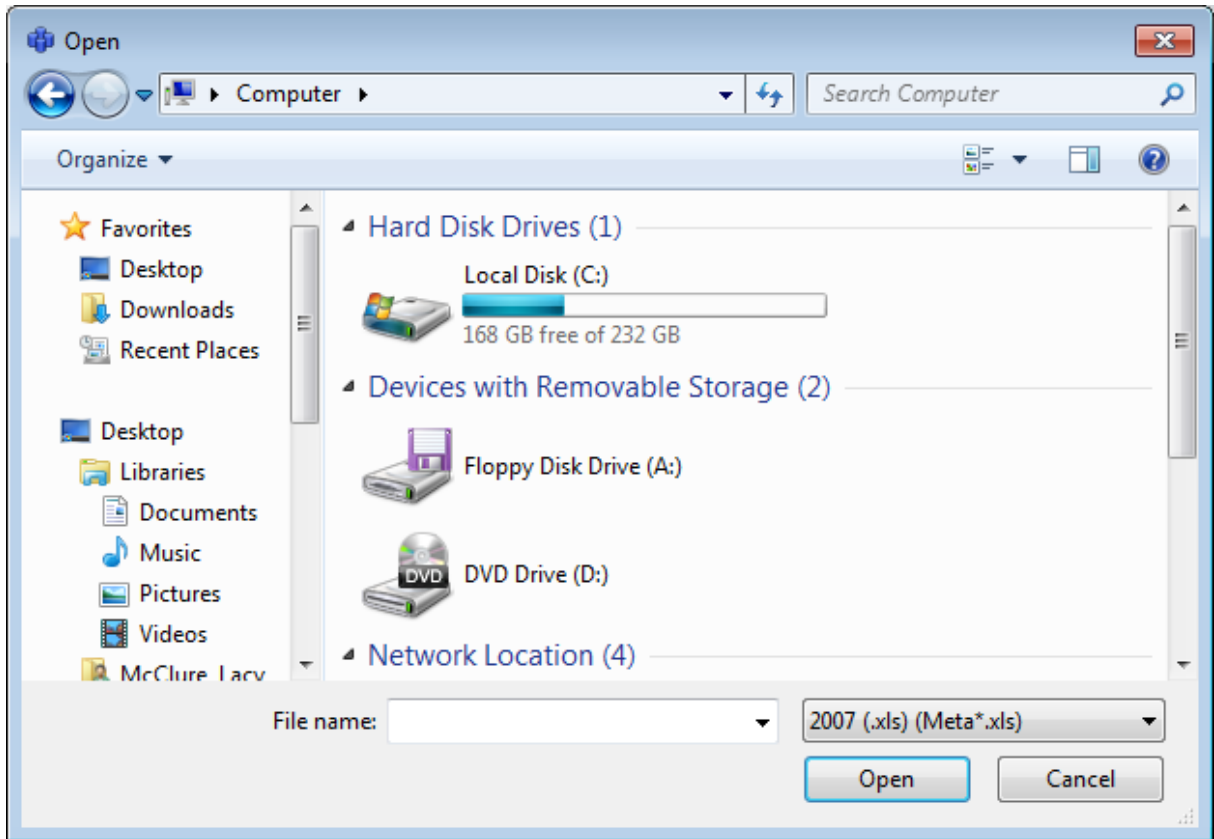 Open
Computer
Search Computer
Organize
Favorites
Desktop
Downloads
Recent Places
Desktop
Libraries
Documents
Music
Pictures
Videos
McClure Lacy
Hard Disk Drives (1)
Local Disk (C:)
168 GB free of 232 GB
Devices with Removable Storage (2)
Floppy Disk Drive (A:)
DVD
DVD Drive (D:)
Network Location (4)
File name:
2007 (.xls) (Meta*.xls)
Open
Cancel